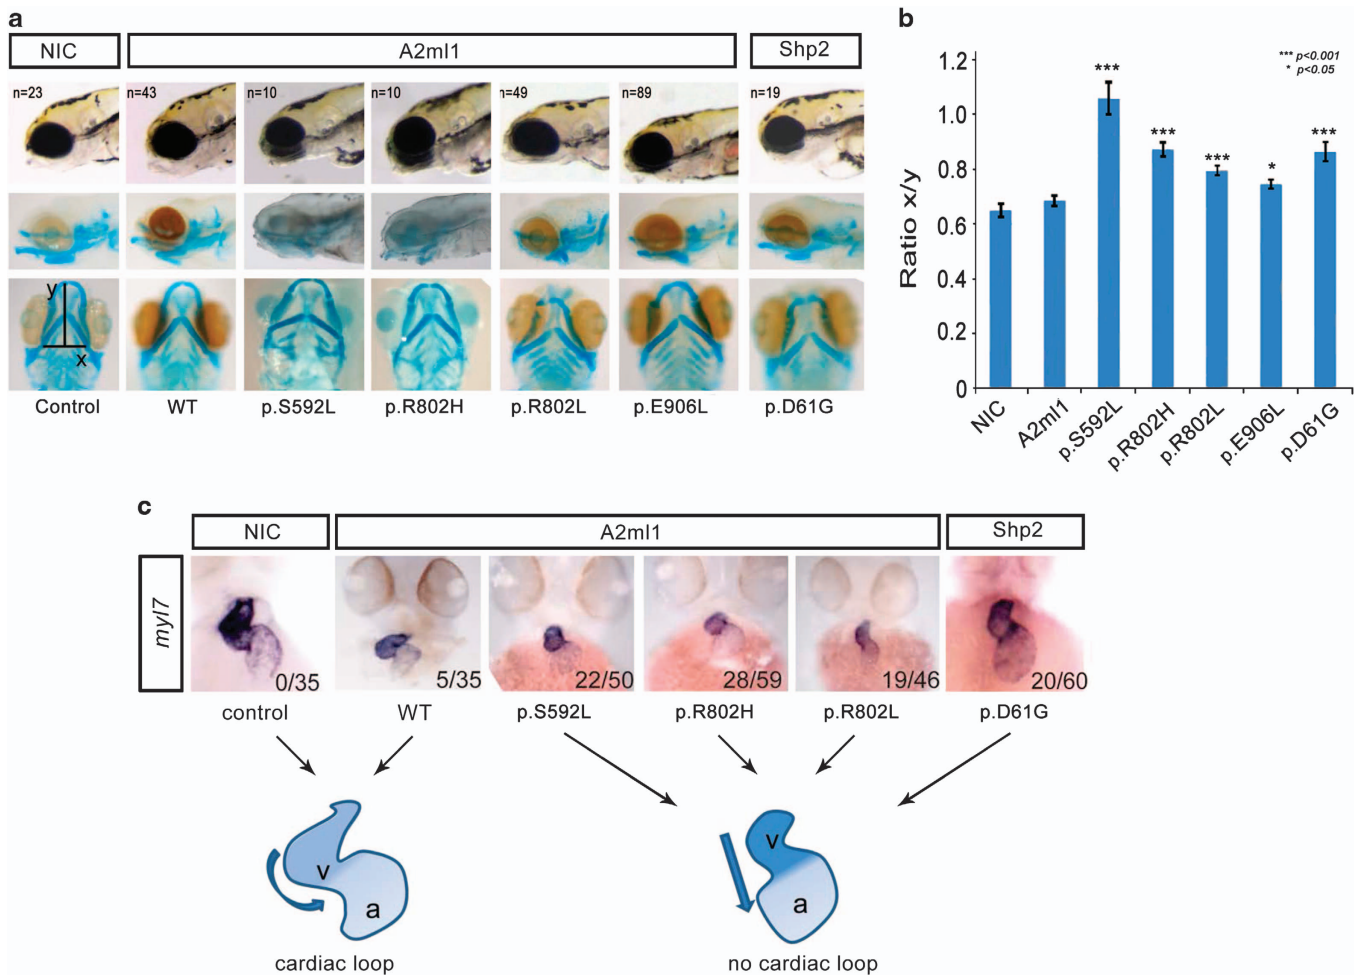 a
NIC A2ml1 Shp2
n=23 n=43 n=10 n=10 n=49 n=89 n=19
y
x
Control WT p.S592L p.R802H p.R802L p.E906L p.D61G
b
*** p<0.001
* p<0.05
Ratio x/y
1.2
1.0
0.8
0.6
0.4
0.2
0
*** *** *** * ***
NIC A2ml1 p.S592L p.R802H p.R802L p.E906L p.D61G
c
NIC A2ml1 Shp2
myl7
0/35 5/35 22/50 28/59 19/46 20/60
control WT p.S592L p.R802H p.R802L p.D61G
v
a
cardiac loop
v
a
no cardiac loop